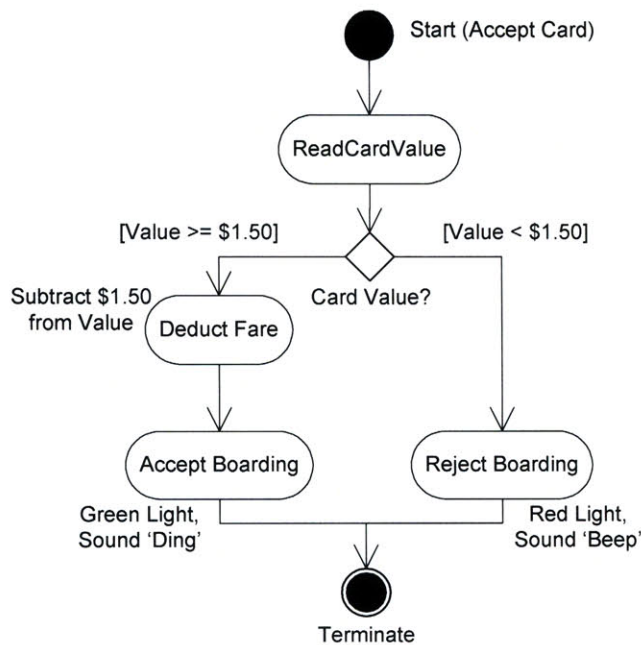 Start (Accept Card)
ReadCardValue
[Value >= $1.50]
[Value < $1.50]
Card Value?
Subtract $1.50
from Value
Deduct Fare
Accept Boarding
Reject Boarding
Green Light,
Sound ‘Ding’
Red Light,
Sound ‘Beep’
Terminate